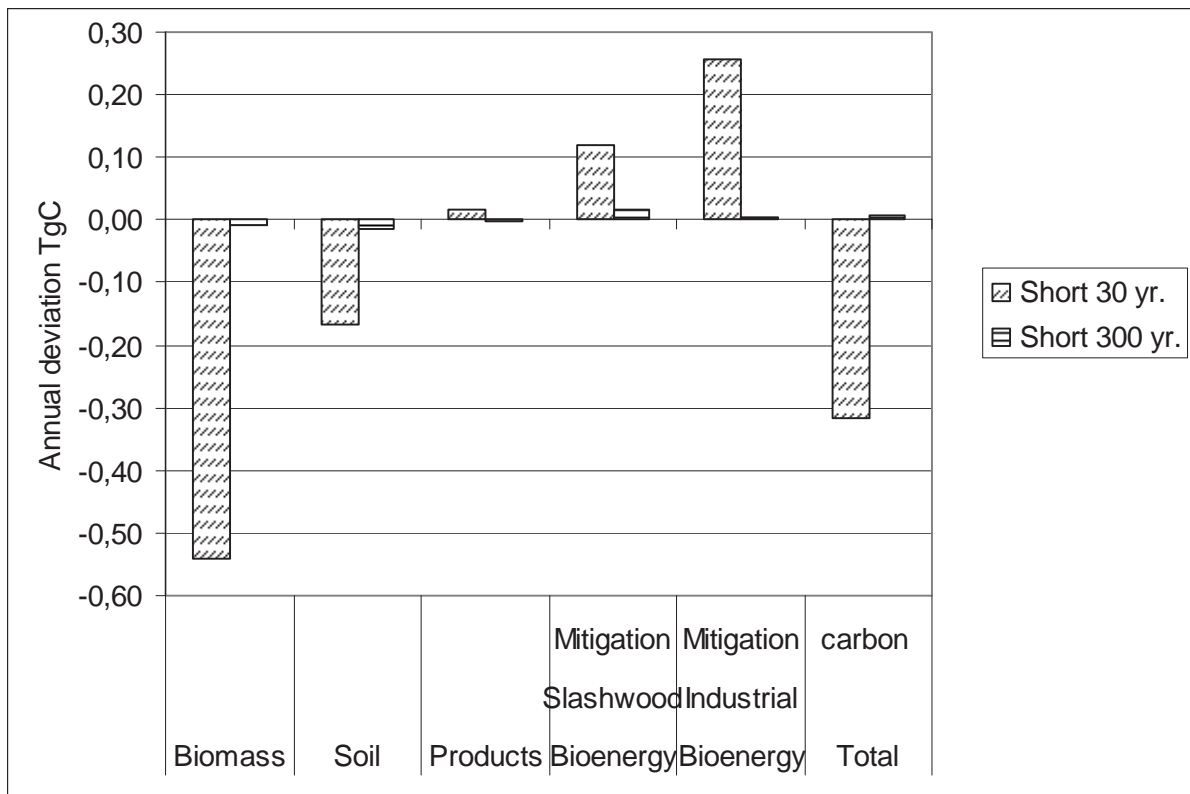 0,30
0,20
0,10
0,00
-0,10
-0,20
-0,30
-0,40
-0,50
-0,60
Annual deviation TgC
Mitigation Mitigation carbon
Slashwood Industrial
Biomass Soil Products Bioenergy Bioenergy Total
Short 30 yr.
Short 300 yr.